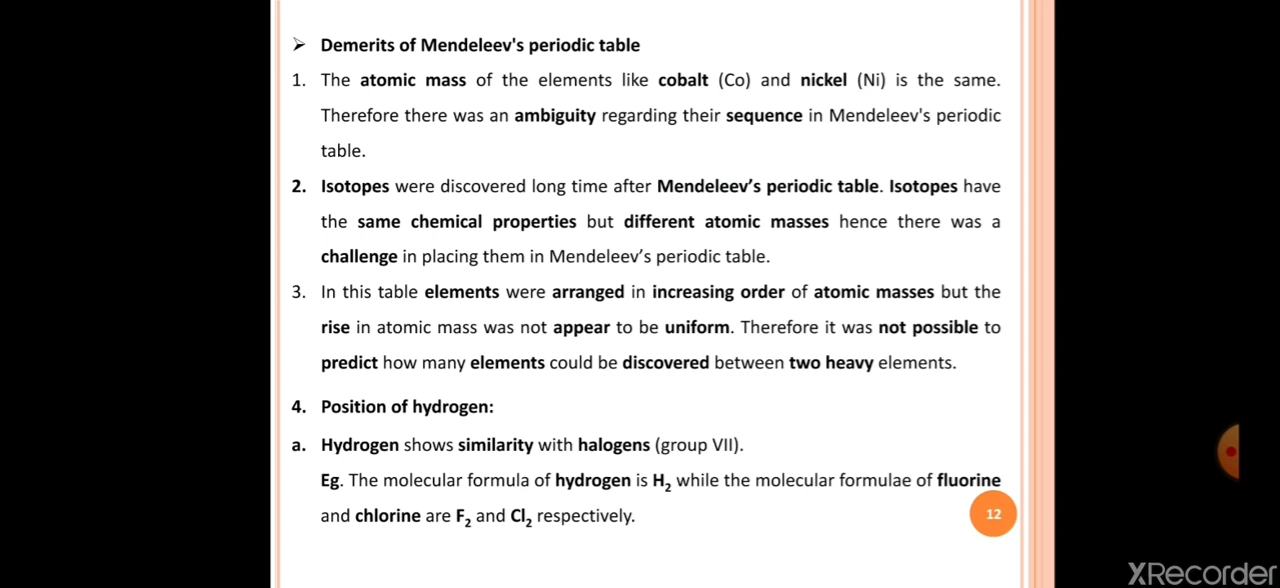 ➢ Demerits of Mendeleev's periodic table
1. The atomic mass of the elements like cobalt (Co) and nickel (Ni) is the same.
Therefore there was an ambiguity regarding their sequence in Mendeleev's periodic
table.
2. Isotopes were discovered long time after Mendeleev’s periodic table. Isotopes have
the same chemical properties but different atomic masses hence there was a
challenge in placing them in Mendeleev’s periodic table.
3. In this table elements were arranged in increasing order of atomic masses but the
rise in atomic mass was not appear to be uniform. Therefore it was not possible to
predict how many elements could be discovered between two heavy elements.
4. Position of hydrogen:
a. Hydrogen shows similarity with halogens (group VII).
Eg. The molecular formula of hydrogen is H₂ while the molecular formulae of fluorine
and chlorine are F₂ and Cl₂ respectively.
12
XRecorder